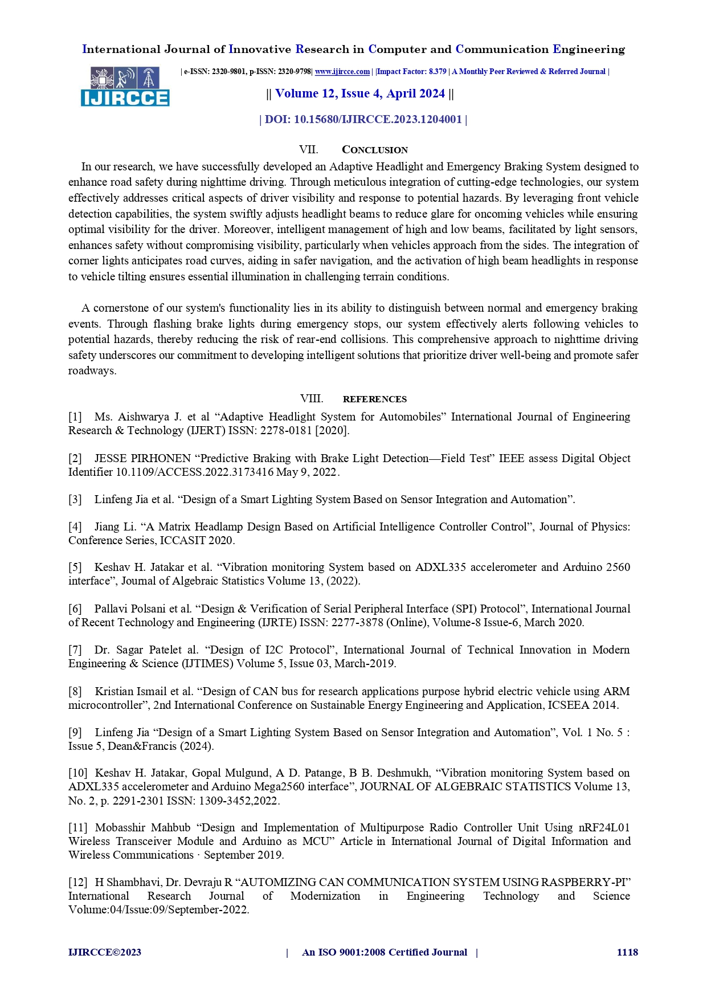 International Journal of Innovative Research in Computer and Communication Engineering
| e-ISSN: 2320-9801, p-ISSN: 2320-9798| www.ijircce.com | |Impact Factor: 8.379 | A Monthly Peer Reviewed & Referred Journal |
IJIRCCE
|| Volume 12, Issue 4, April 2024 ||
| DOI: 10.15680/IJIRCCE.2023.1204001 |
VII. CONCLUSION
In our research, we have successfully developed an Adaptive Headlight and Emergency Braking System designed to
enhance road safety during nighttime driving. Through meticulous integration of cutting-edge technologies, our system
effectively addresses critical aspects of driver visibility and response to potential hazards. By leveraging front vehicle
detection capabilities, the system swiftly adjusts headlight beams to reduce glare for oncoming vehicles while ensuring
optimal visibility for the driver. Moreover, intelligent management of high and low beams, facilitated by light sensors,
enhances safety without compromising visibility, particularly when vehicles approach from the sides. The integration of
corner lights anticipates road curves, aiding in safer navigation, and the activation of high beam headlights in response
to vehicle tilting ensures essential illumination in challenging terrain conditions.
A cornerstone of our system's functionality lies in its ability to distinguish between normal and emergency braking
events. Through flashing brake lights during emergency stops, our system effectively alerts following vehicles to
potential hazards, thereby reducing the risk of rear-end collisions. This comprehensive approach to nighttime driving
safety underscores our commitment to developing intelligent solutions that prioritize driver well-being and promote safer
roadways.
VIII. REFERENCES
[1] Ms. Aishwarya J. et al “Adaptive Headlight System for Automobiles” International Journal of Engineering
Research & Technology (IJERT) ISSN: 2278-0181 [2020].
[2] JESSE PIRHONEN “Predictive Braking with Brake Light Detection—Field Test” IEEE assess Digital Object
Identifier 10.1109/ACCESS.2022.3173416 May 9, 2022.
[3] Linfeng Jia et al. “Design of a Smart Lighting System Based on Sensor Integration and Automation”.
[4] Jiang Li. “A Matrix Headlamp Design Based on Artificial Intelligence Controller Control”, Journal of Physics:
Conference Series, ICCASIT 2020.
[5] Keshav H. Jatakar et al. “Vibration monitoring System based on ADXL335 accelerometer and Arduino 2560
interface”, Journal of Algebraic Statistics Volume 13, (2022).
[6] Pallavi Polsani et al. “Design & Verification of Serial Peripheral Interface (SPI) Protocol”, International Journal
of Recent Technology and Engineering (IJRTE) ISSN: 2277-3878 (Online), Volume-8 Issue-6, March 2020.
[7] Dr. Sagar Patelet al. “Design of I2C Protocol”, International Journal of Technical Innovation in Modern
Engineering & Science (IJTIMES) Volume 5, Issue 03, March-2019.
[8] Kristian Ismail et al. “Design of CAN bus for research applications purpose hybrid electric vehicle using ARM
microcontroller”, 2nd International Conference on Sustainable Energy Engineering and Application, ICSEEA 2014.
[9] Linfeng Jia “Design of a Smart Lighting System Based on Sensor Integration and Automation”, Vol. 1 No. 5 :
Issue 5, Dean&Francis (2024).
[10] Keshav H. Jatakar, Gopal Mulgund, A D. Patange, B B. Deshmukh, “Vibration monitoring System based on
ADXL335 accelerometer and Arduino Mega2560 interface”, JOURNAL OF ALGEBRAIC STATISTICS Volume 13,
No. 2, p. 2291-2301 ISSN: 1309-3452,2022.
[11] Mobasshir Mahbub “Design and Implementation of Multipurpose Radio Controller Unit Using nRF24L01
Wireless Transceiver Module and Arduino as MCU” Article in International Journal of Digital Information and
Wireless Communications · September 2019.
[12] H Shambhavi, Dr. Devraju R “AUTOMIZING CAN COMMUNICATION SYSTEM USING RASPBERRY-PI”
International Research Journal of Modernization in Engineering Technology and Science
Volume:04/Issue:09/September-2022.
IJIRCCE©2023 | An ISO 9001:2008 Certified Journal | 1118